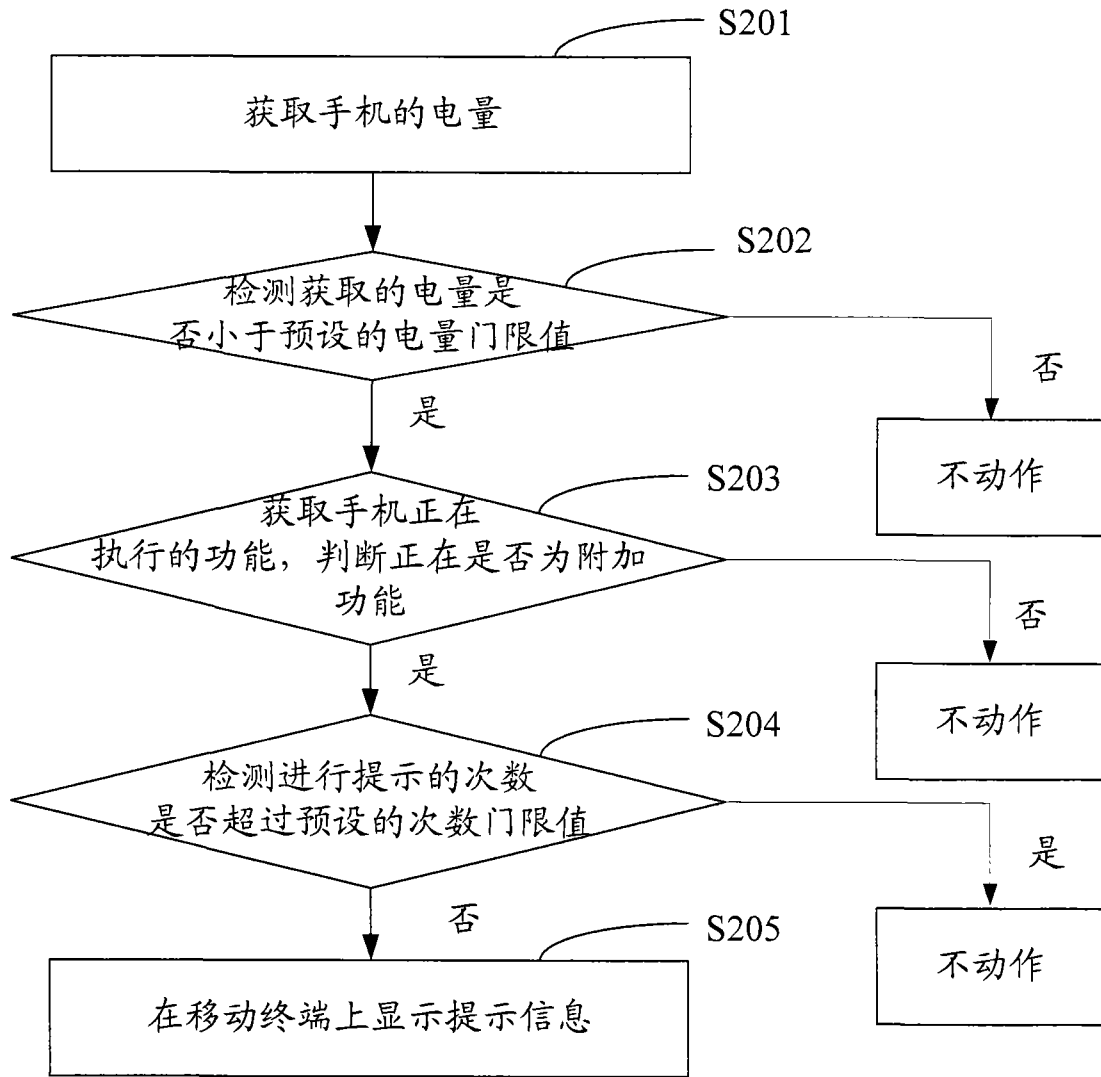 S201
获取手机的电量
S202
检测获取的电量是
否小于预设的电量门限值
否
是
不动作
S203
获取手机正在
执行的功能，判断正在是否为附加
功能
否
是
不动作
S204
检测进行提示的次数
是否超过预设的次数门限值
是
否
不动作
S205
在移动终端上显示提示信息